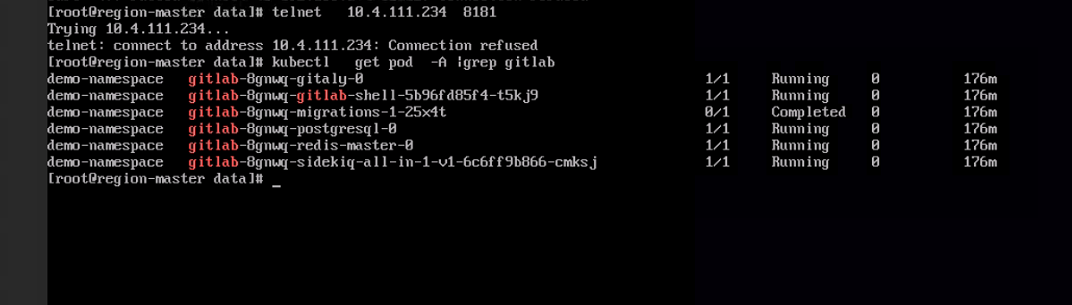 [root@region-master data]# telnet   10.4.111.234  8181
Trying 10.4.111.234...
telnet: connect to address 10.4.111.234: Connection refused
[root@region-master data]# kubectl   get pod  -A |grep gitlab
demo-namespace   gitlab-8gnwq-gitaly-0   1/1   Running   0   176m
demo-namespace   gitlab-8gnwq-gitlab-shell-5b96fd85f4-t5kj9   1/1   Running   0   176m
demo-namespace   gitlab-8gnwq-migrations-1-25x4t   0/1   Completed   0   176m
demo-namespace   gitlab-8gnwq-postgresql-0   1/1   Running   0   176m
demo-namespace   gitlab-8gnwq-redis-master-0   1/1   Running   0   176m
demo-namespace   gitlab-8gnwq-sidekiq-all-in-1-v1-6c6ff9b866-cmksj   1/1   Running   0   176m
[root@region-master data]# _